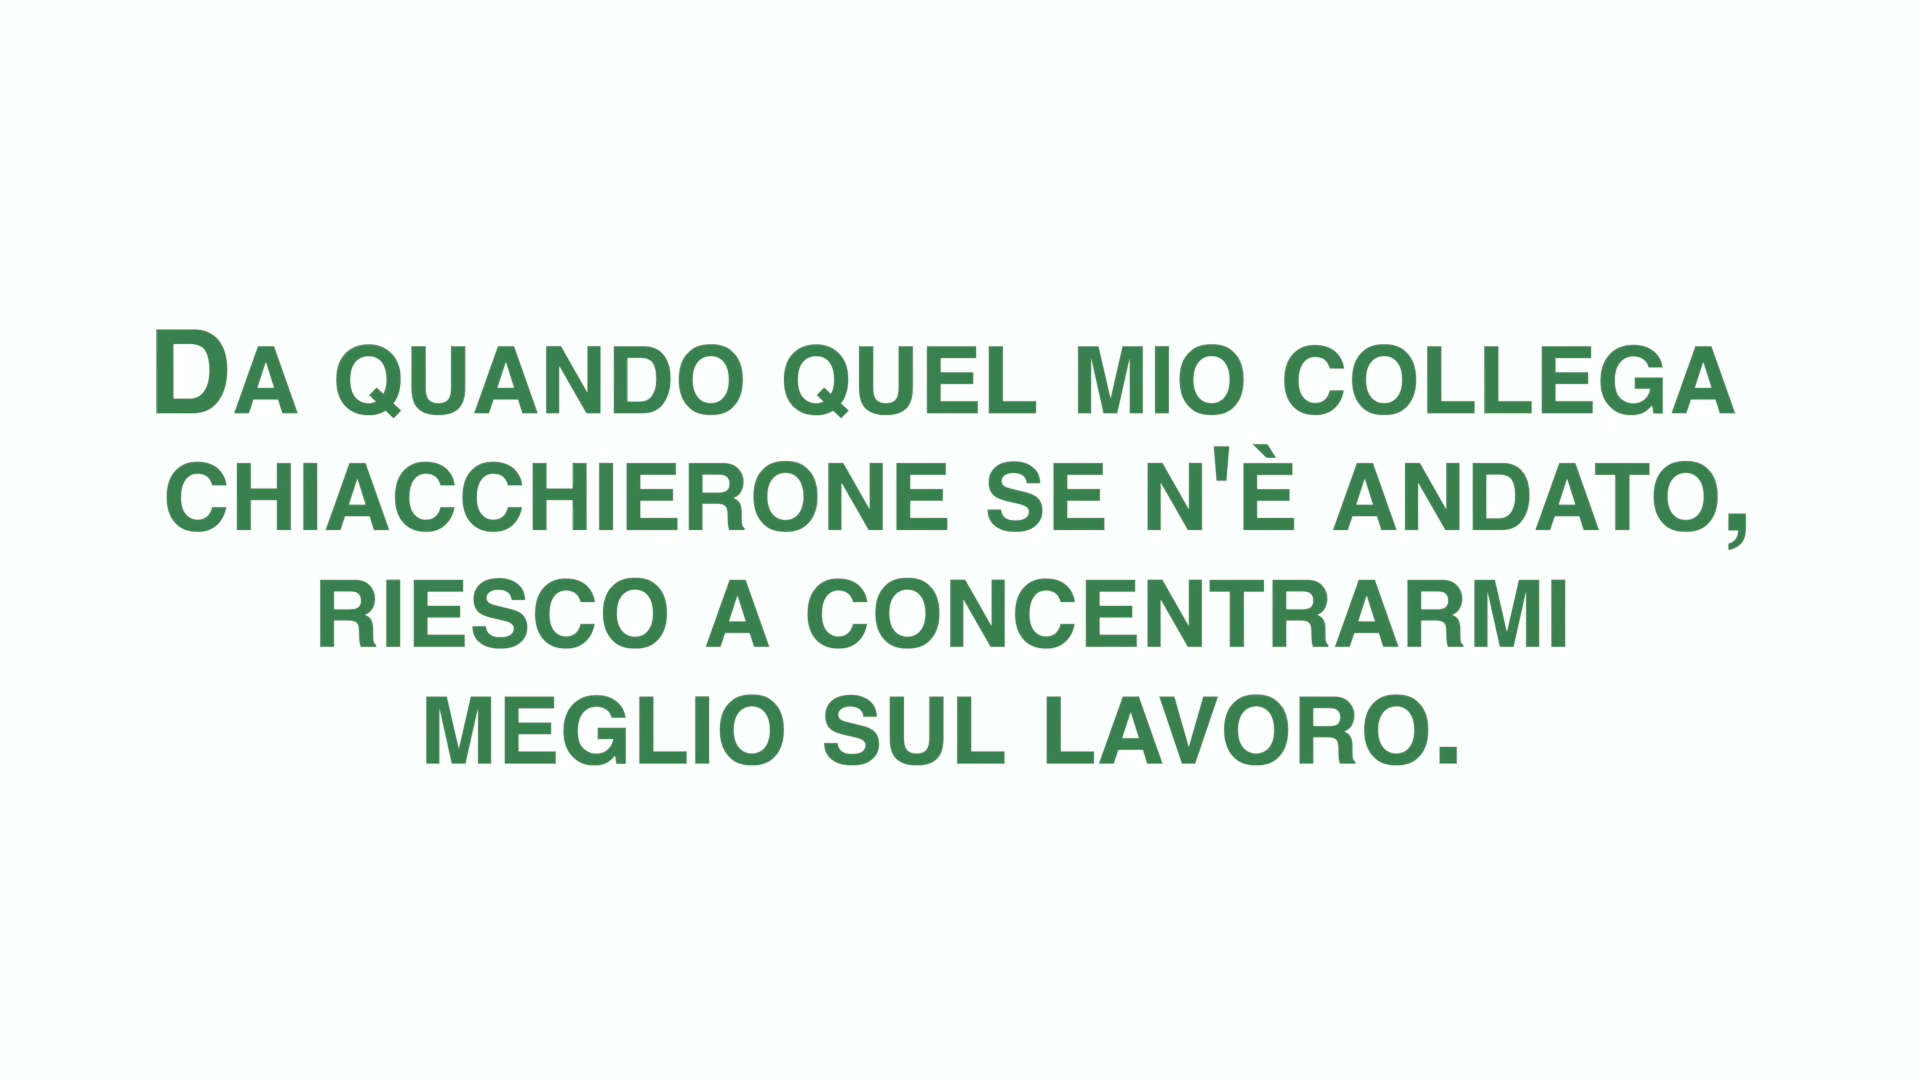 Da quando quel mio collega
chiacchierone se n'è andato,
riesco a concentrarmi
meglio sul lavoro.